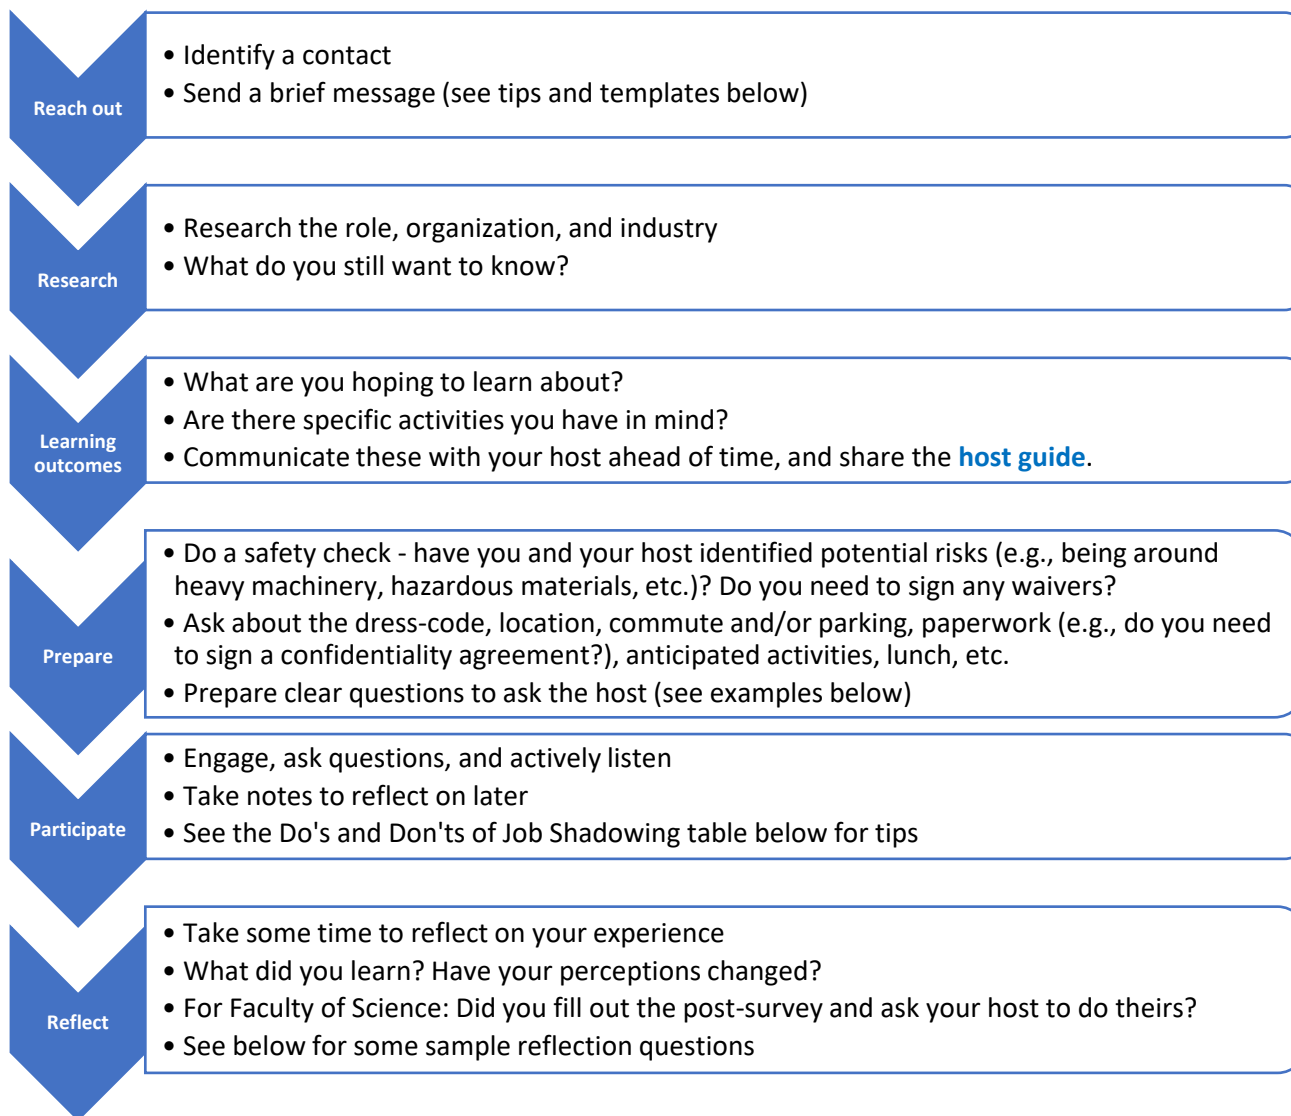 Reach out
• Identify a contact
• Send a brief message (see tips and templates below)
Research
• Research the role, organization, and industry
• What do you still want to know?
Learning
outcomes
• What are you hoping to learn about?
• Are there specific activities you have in mind?
• Communicate these with your host ahead of time, and share the host guide.
Prepare
• Do a safety check - have you and your host identified potential risks (e.g., being around
heavy machinery, hazardous materials, etc.)? Do you need to sign any waivers?
• Ask about the dress-code, location, commute and/or parking, paperwork (e.g., do you need
to sign a confidentiality agreement?), anticipated activities, lunch, etc.
• Prepare clear questions to ask the host (see examples below)
Participate
• Engage, ask questions, and actively listen
• Take notes to reflect on later
• See the Do's and Don'ts of Job Shadowing table below for tips
Reflect
• Take some time to reflect on your experience
• What did you learn? Have your perceptions changed?
• For Faculty of Science: Did you fill out the post-survey and ask your host to do theirs?
• See below for some sample reflection questions